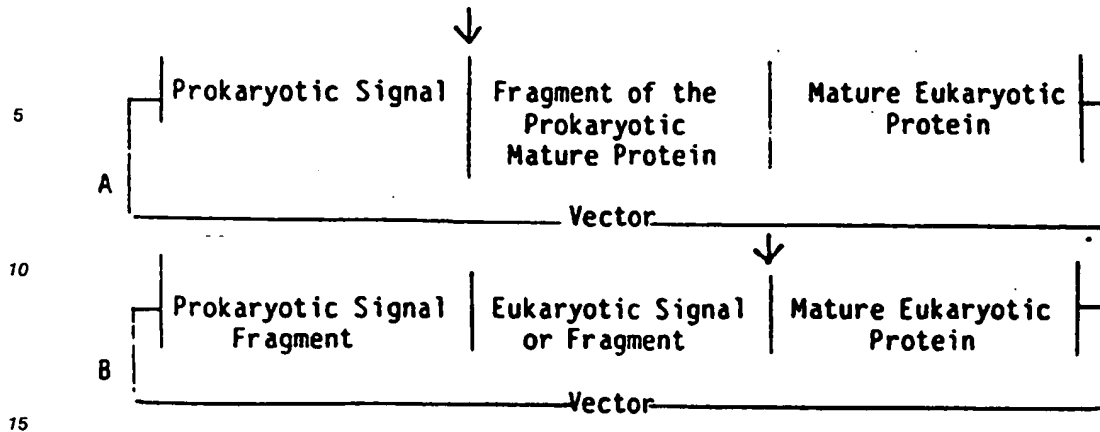 5
Prokaryotic Signal Fragment of the Mature Eukaryotic
Prokaryotic Protein
Mature Protein
A
Vector
10
Prokaryotic Signal Eukaryotic Signal Mature Eukaryotic
Fragment or Fragment Protein
B
Vector
15